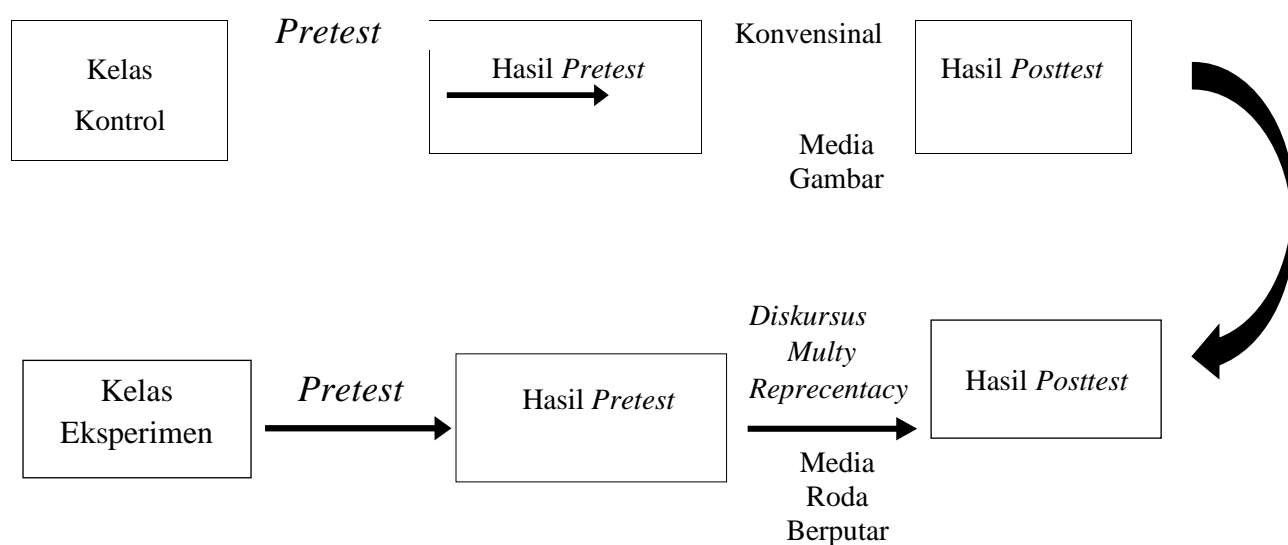 Kelas
Kontrol
Pretest
Hasil Pretest
Konvensinal
Media
Gambar
Hasil Posttest
Kelas
Eksperimen
Pretest
Hasil Pretest
Diskursus
Multy
Reprecentacy
Media
Roda
Berputar
Hasil Posttest